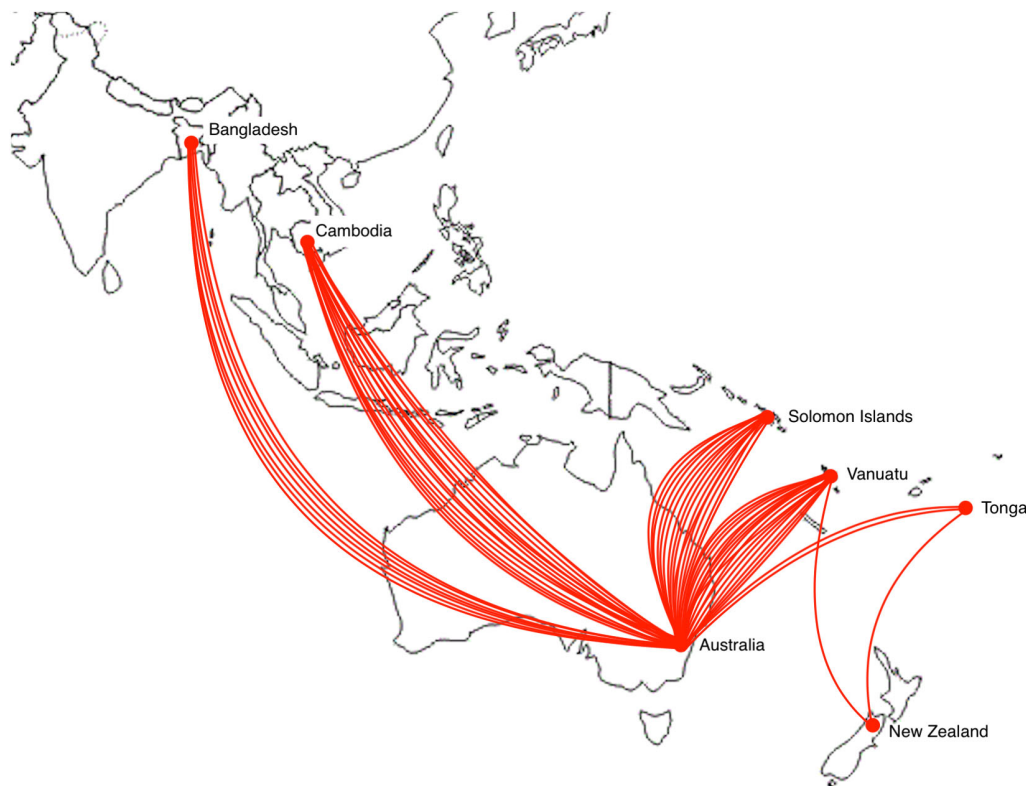 Bangladesh
Cambodia
Solomon Islands
Vanuatu
Tonga
Australia
New Zealand